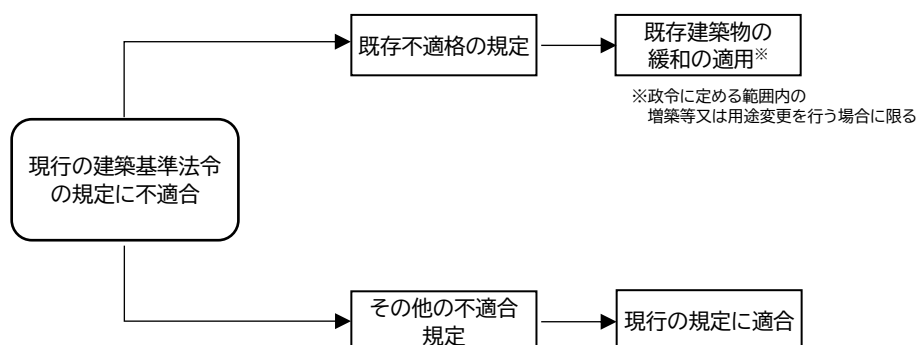 既存不適格の規定
既存建築物の
緩和の適用※
※政令に定める範囲内の
増築等又は用途変更を行う場合に限る
現行の建築基準法令
の規定に不適合
その他の不適合
規定
現行の規定に適合